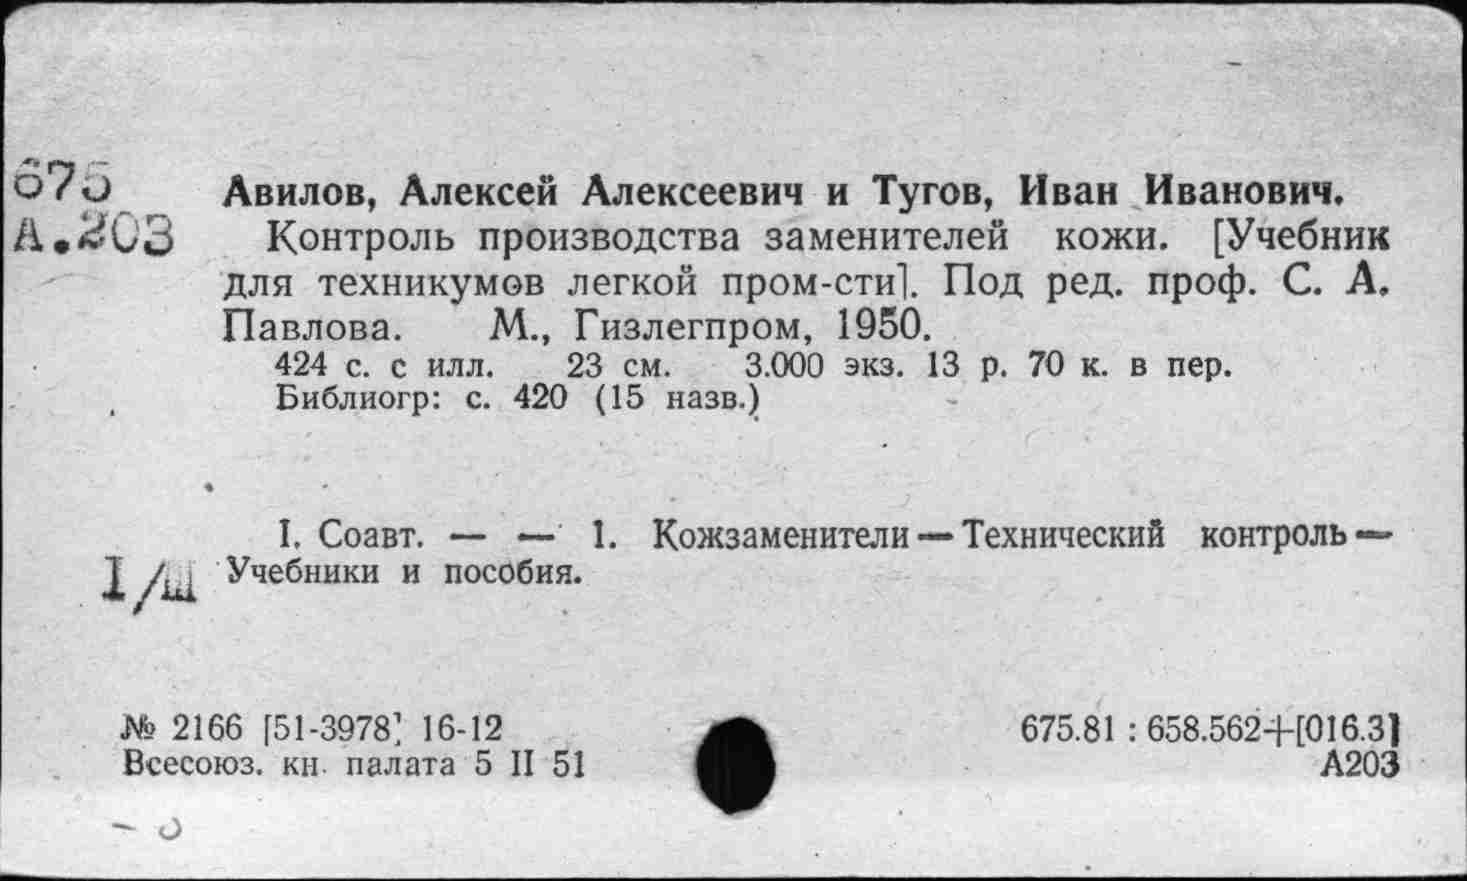 675
А.203
Авилов, Алексей Алексеевич и Тугов, Иван Иванович.
Контроль производства заменителей кожи. [Учебник
для техникумов легкой пром-сти]. Под ред. проф. С. А.
Павлова. М., Гизлегпром, 1950.
424 с. с илл. 23 см. 3.000 экз. 13 р. 70 к. в пер.
Библиогр: с. 420 (15 назв.)
I. Соавт. — — 1. Кожзаменители — Технический контроль —
Учебники и пособия.
№ 2166 [51-3978] 16-12
Всесоюз. кн. палата 5 II 51
675.81 : 658.562+[016.3]
А203